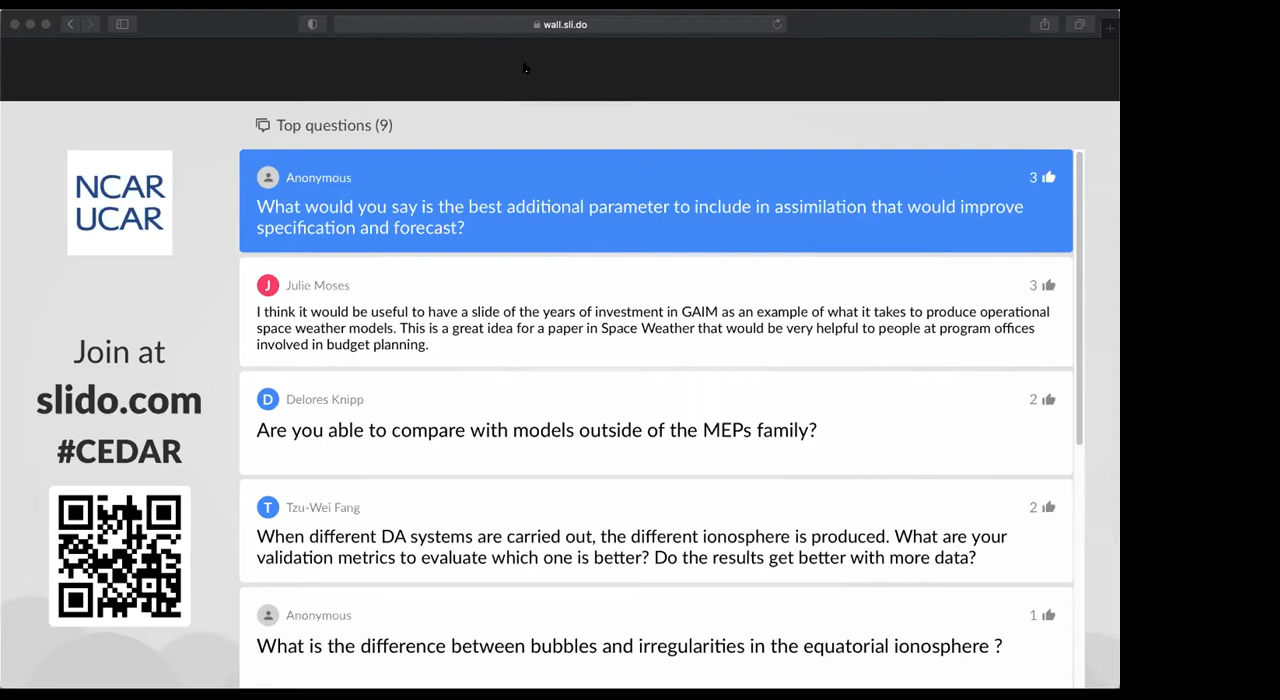 wall.sli.do
Top questions (9)
NCAR
UCAR
Join at
slido.com
#CEDAR
Anonymous
3
What would you say is the best additional parameter to include in assimilation that would improve
specification and forecast?
J
Julie Moses
3
I think it would be useful to have a slide of the years of investment in GAIM as an example of what it takes to produce operational
space weather models. This is a great idea for a paper in Space Weather that would be very helpful to people at program offices
involved in budget planning.
D
Delores Knipp
2
Are you able to compare with models outside of the MEPs family?
T
Tzu-Wei Fang
2
When different DA systems are carried out, the different ionosphere is produced. What are your
validation metrics to evaluate which one is better? Do the results get better with more data?
Anonymous
1
What is the difference between bubbles and irregularities in the equatorial ionosphere ?